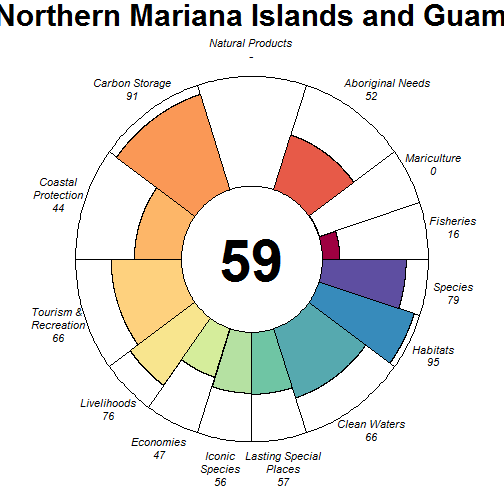 Northern Mariana Islands and Guam
Natural Products
-
Carbon Storage
91
Aboriginal Needs
52
Mariculture
0
Coastal
Protection
44
Fisheries
16
59
Species
79
Tourism &
Recreation
66
Habitats
95
Livelihoods
76
Clean Waters
66
Economies
47
Iconic
Species
56
Lasting Special
Places
57